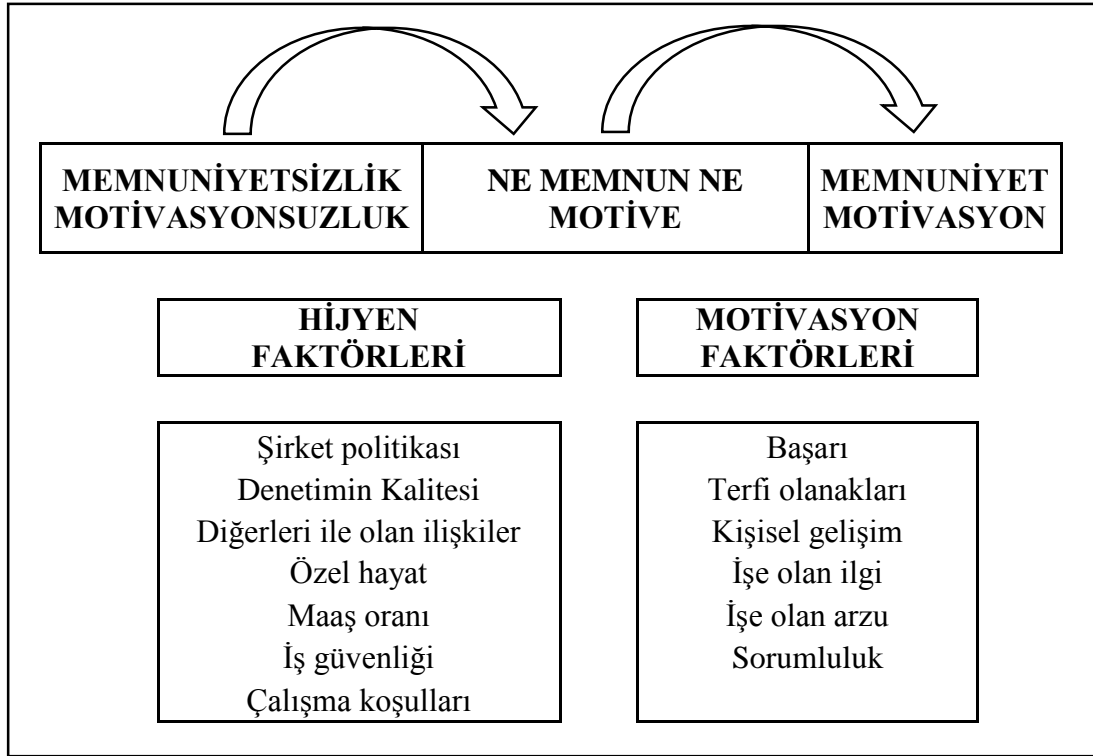 MEMNUNİYETSİZLİK
MOTİVASYONSUZLUK
NE MEMNUN NE
MOTİVE
MEMNUNİYET
MOTİVASYON
HİJYEN
FAKTÖRLERİ
Şirket politikası
Denetimin Kalitesi
Diğerleri ile olan ilişkiler
Özel hayat
Maaş oranı
İş güvenliği
Çalışma koşulları
MOTİVASYON
FAKTÖRLERİ
Başarı
Terfi olanakları
Kişisel gelişim
İşe olan ilgi
İşe olan arzu
Sorumluluk